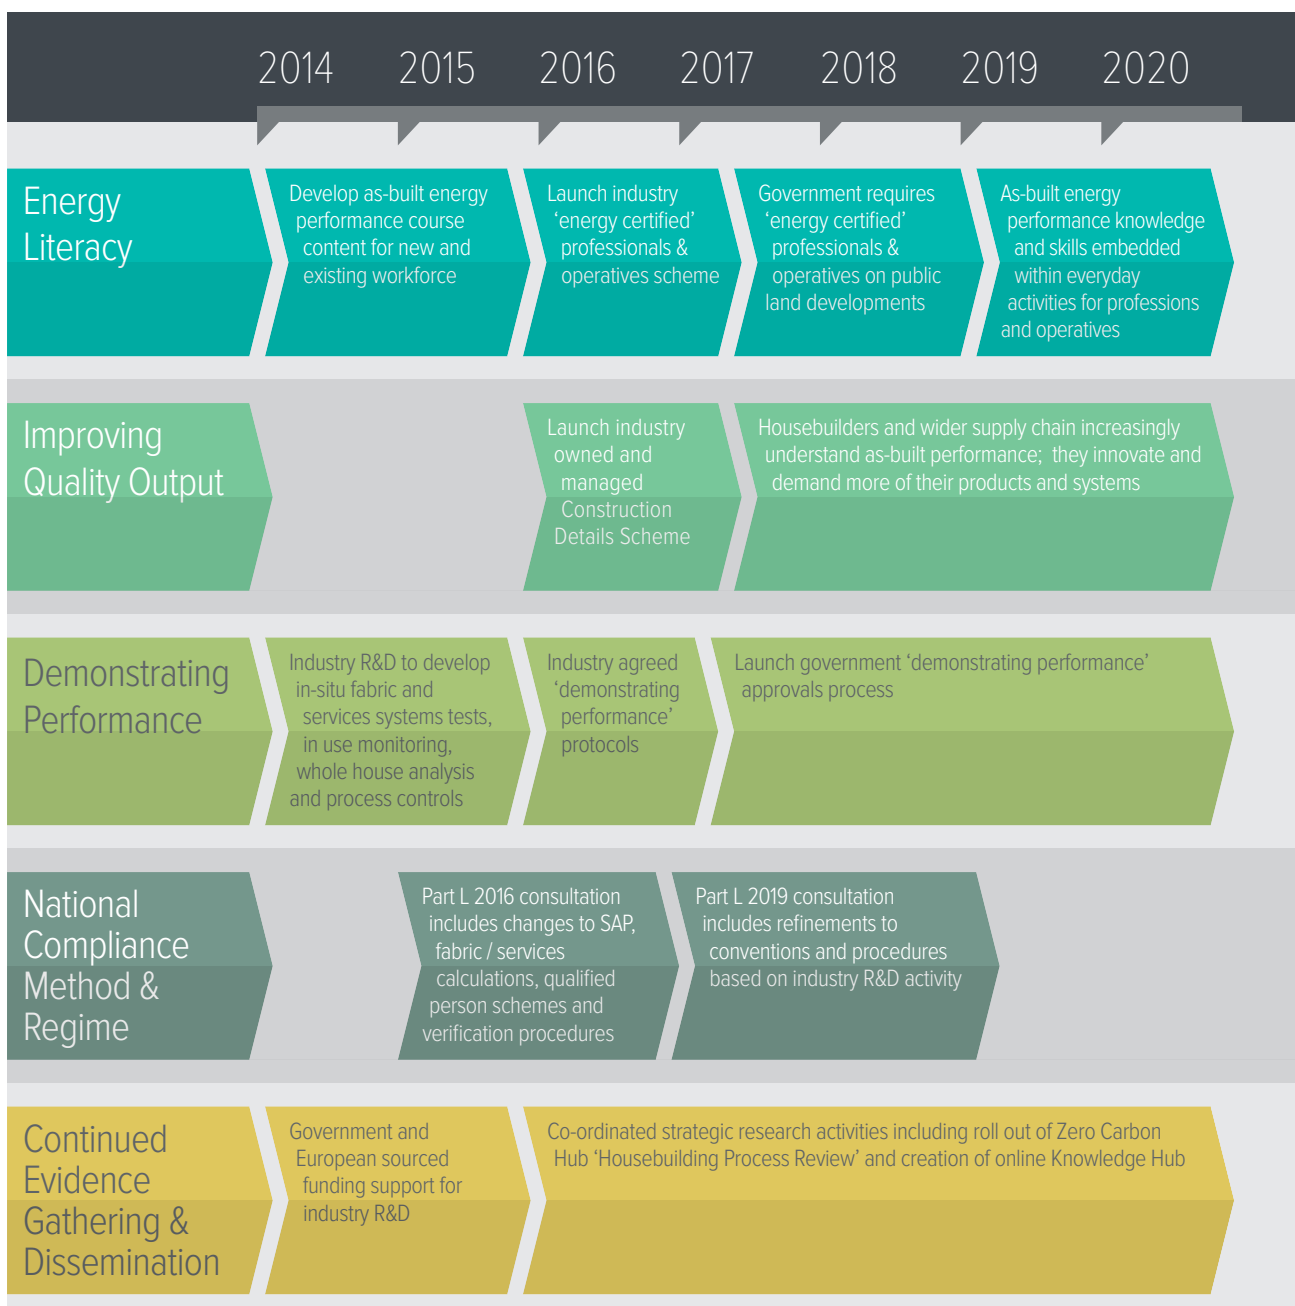 2014 2015 2016 2017 2018 2019 2020
Energy
Literacy
Develop as-built energy
performance course
content for new and
existing workforce
Launch industry
‘energy certified’
professionals &
operatives scheme
Government requires
‘energy certified’
professionals &
operatives on public
land developments
As-built energy
performance knowledge
and skills embedded
within everyday
activities for professions
and operatives
Improving
Quality Output
Launch industry
owned and
managed
Construction
Details Scheme
Housebuilders and wider supply chain increasingly
understand as-built performance; they innovate and
demand more of their products and systems
Demonstrating
Performance
Industry R&D to develop
in-situ fabric and
services systems tests,
in use monitoring,
whole house analysis
and process controls
Industry agreed
‘demonstrating
performance’
protocols
Launch government ‘demonstrating performance’
approvals process
National
Compliance
Method &
Regime
Part L 2016 consultation
includes changes to SAP,
fabric / services
calculations, qualified
person schemes and
verification procedures
Part L 2019 consultation
includes refinements to
conventions and procedures
based on industry R&D activity
Continued
Evidence
Gathering &
Dissemination
Government and
European sourced
funding support for
industry R&D
Co-ordinated strategic research activities including roll out of Zero Carbon
Hub ‘Housebuilding Process Review’ and creation of online Knowledge Hub